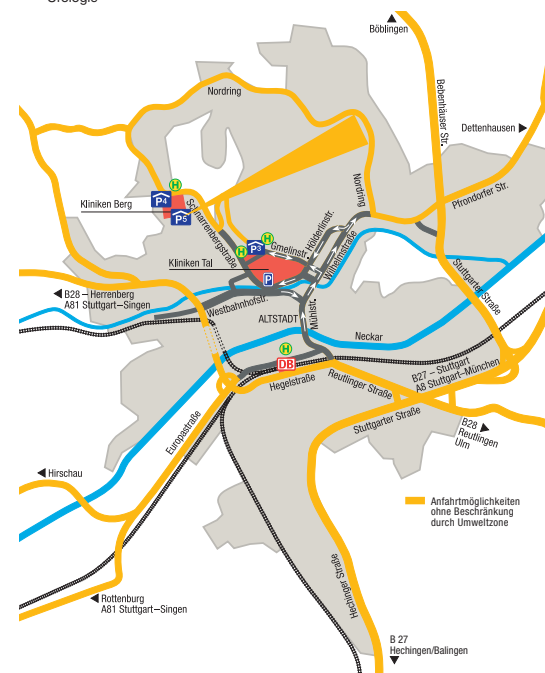 Urologie
Böblingen
Bebenhäuser Str.
Nordring
Dettenhausen
Nordring
Pfrondorfer Str.
H
P4
Kliniken Berg
P5
Schnarrenbergstraße
Hölderlinstr.
H
H
P3
Gmelinstr.
Wilhelmstraße
Kliniken Tal
P
Stuttgarter Straße
B28 – Herrenberg
A81 Stuttgart–Singen
Westbahnhofstr.
ALTSTADT
Mühlstr.
Neckar
H
DB
Hegelstraße
Reutlinger Straße
B27 – Stuttgart
A8 Stuttgart–München
Stuttgarter Straße
B28
Reutlingen
Ulm
Europastraße
Hirschau
Anfahrtmöglichkeiten
ohne Beschränkung
durch Umweltzone
Hechinger Straße
Rottenburg
A81 Stuttgart–Singen
B 27
Hechingen/Balingen